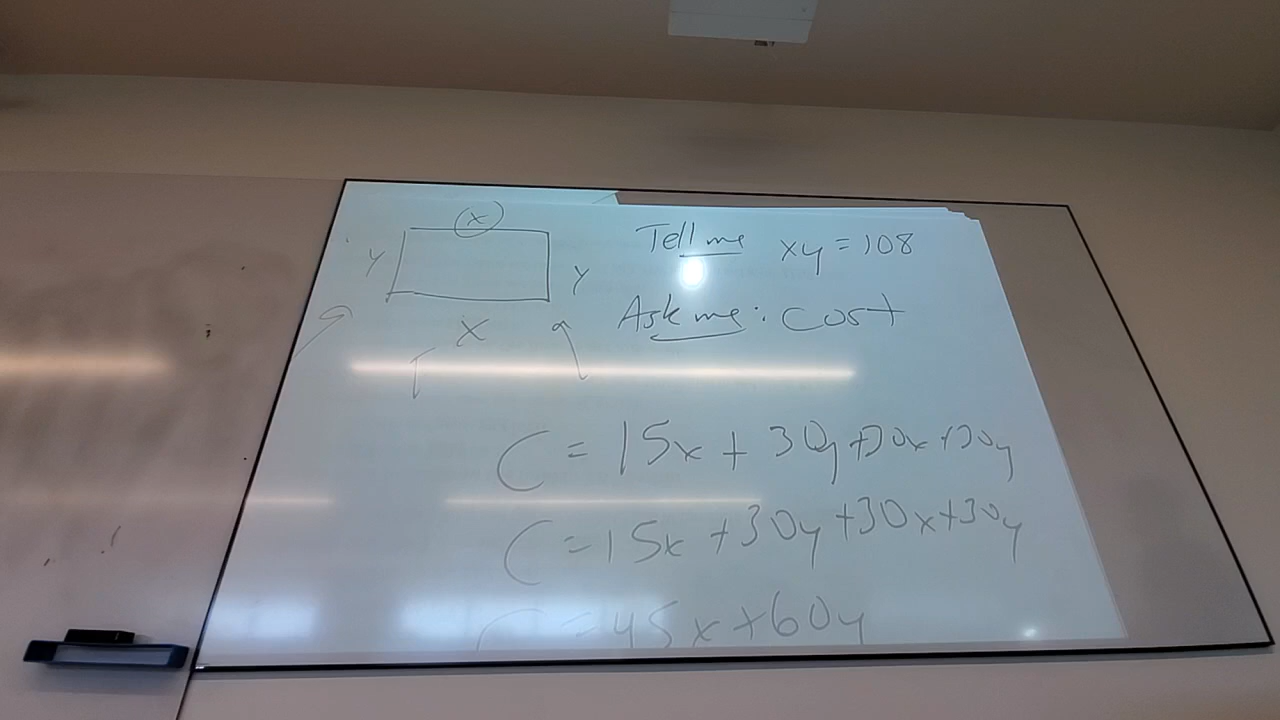 x
y
y
x
Tell me xy = 108
Ask me: Cost
C = 15x + 30y + 30x + 30y
C = 15x + 30y + 30x + 30y
C = 45x + 60y